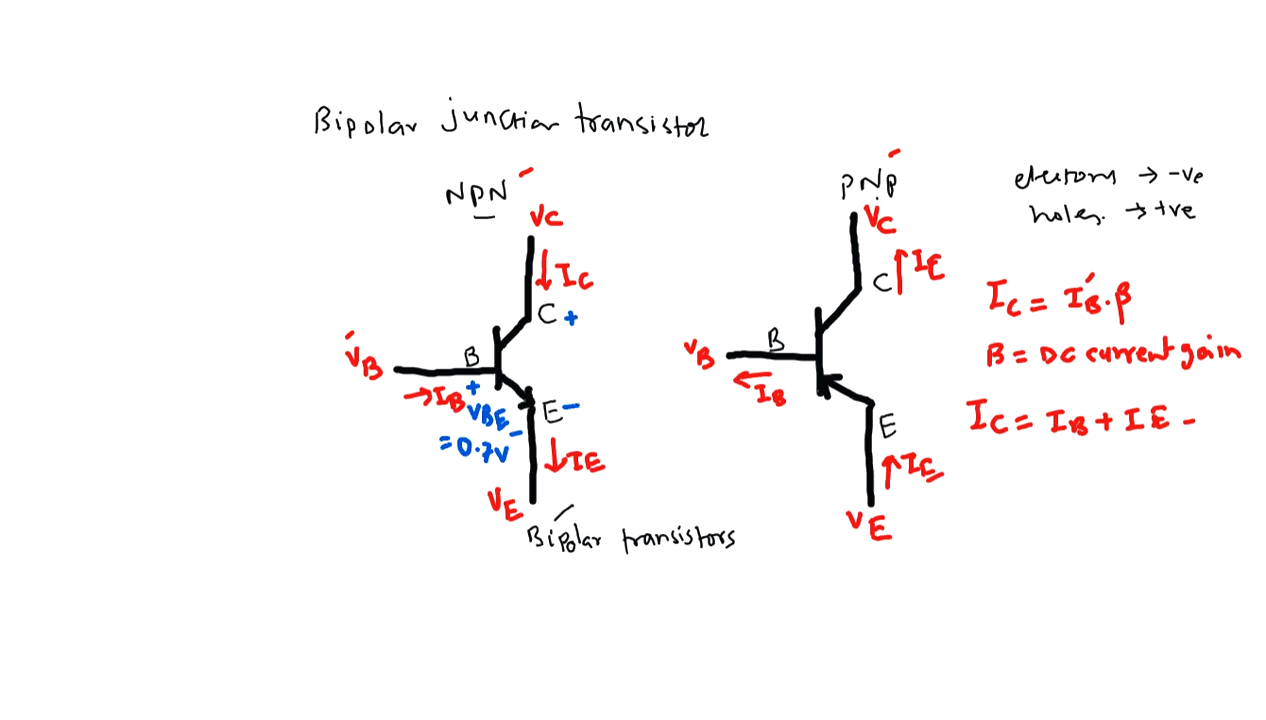 Bipolar junction transistor
NPN
VC
IC
C +
B
VB
IB +
VBE -
= 0.7V
E -
IE
VE
Bipolar transistors
PNP
VC
IE
C
B
VB
IB
E
IC
VE
electrons → -ve
holes. → +ve
IC = IB.β
B = DC current gain
IC = IB + IE -